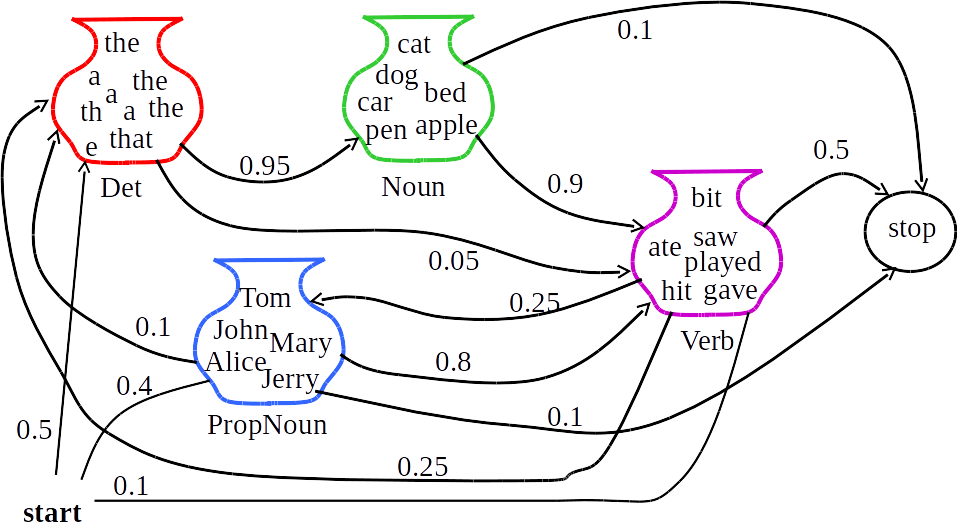 the
a
the
th
a
a
the
e
that
Det
0.95
cat
dog
car
bed
pen
apple
Noun
0.1
0.9
0.5
bit
ate
saw
played
hit
gave
Verb
stop
0.05
0.25
Tom
John
Mary
Alice
Jerry
PropNoun
0.1
0.8
0.4
0.1
0.5
0.25
0.1
start